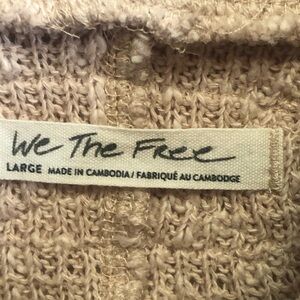 We The Free
LARGE MADE IN CAMBODIA / FABRIQUÉ AU CAMBODGE